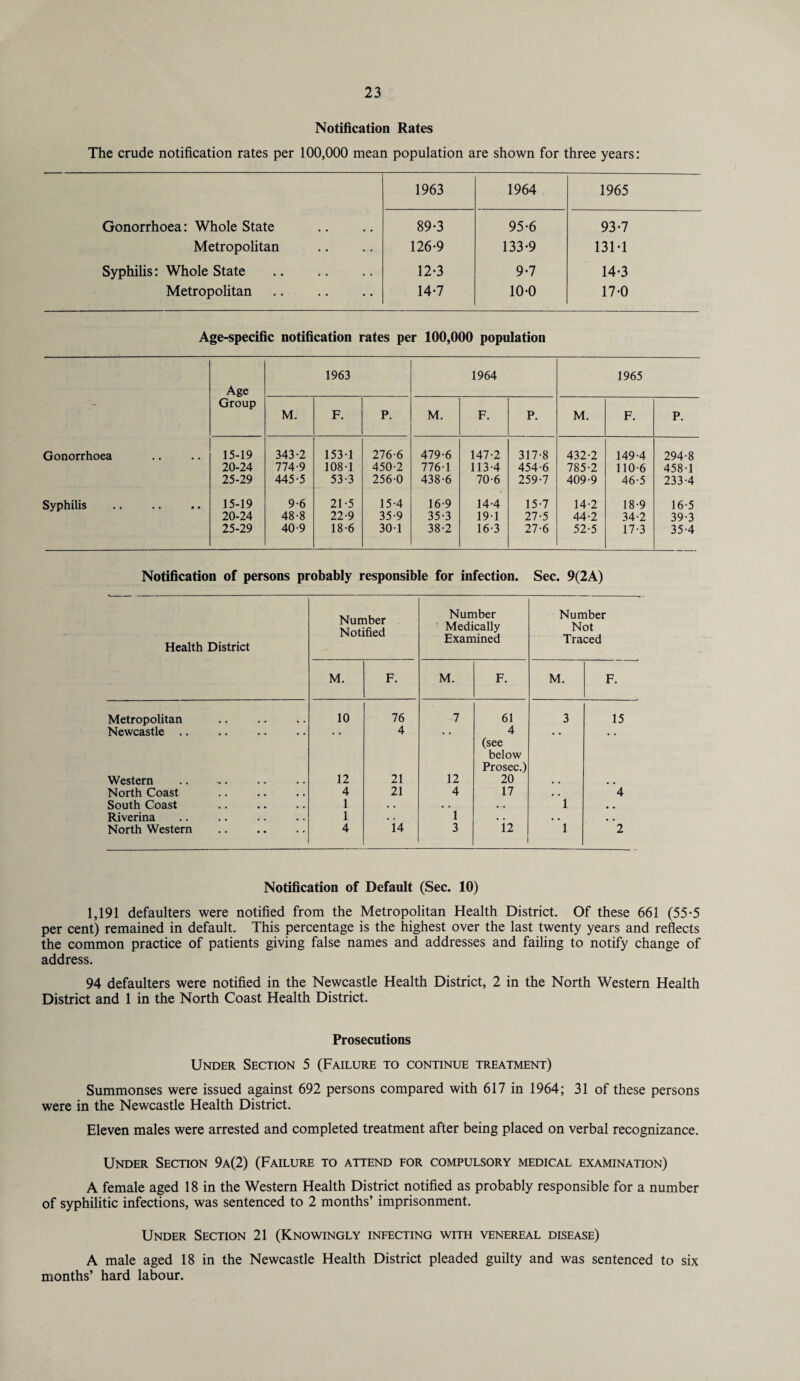 23
Notification Rates
The crude notification rates per 100,000 mean population are shown for three years:
1963 1964 1965
Gonorrhoea: Whole State .. .. 89·3 95·6 93·7
Metropolitan .. .. 126·9 133·9 131·1
Syphilis: Whole State .. .. .. 12·3 9·7 14·3
Metropolitan .. .. .. 14·7 10·0 17·0
Age-specific notification rates per 100,000 population
Age Group 1963 1964 1965
M. F. P. M. F. P. M. F. P.
Gonorrhoea .. .. 15-19 343·2 153·1 276·6 479·6 147·2 317·8 432·2 149·4 294·8
20-24 774·9 108·1 450·2 776·1 113·4 454·6 785·2 110·6 458·1
25-29 445·5 53·3 256·0 438·6 70·6 259·7 409·9 46·5 233·4
Syphilis .. .. .. 15-19 9·6 21·5 15·4 16·9 14·4 15·7 14·2 18·9 16·5
20-24 48·8 22·9 35·9 35·3 19·1 27·5 44·2 34·2 39·3
25-29 40·9 18·6 30·1 38·2 16·3 27·6 52·5 17·3 35·4
Notification of persons probably responsible for infection. Sec. 9(2A)
Health District Number Notified Number Medically Examined Number Not Traced
M. F. M. F. M. F.
Metropolitan .. .. .. 10 76 7 61 3 15
Newcastle .. .. .. .. .. 4 .. 4 .. ..
(see
below
Prosec.)
Western .. .. .. .. 12 21 12 20 .. ..
North Coast .. .. .. 4 21 4 17 .. 4
South Coast .. .. .. 1 .. .. .. 1 ..
Riverina .. .. .. .. 1 .. 1 .. .. ..
North Western .. .. .. 4 14 3 12 1 2
Notification of Default (Sec. 10)
1,191 defaulters were notified from the Metropolitan Health District. Of these 661 (55·5
per cent) remained in default. This percentage is the highest over the last twenty years and reflects
the common practice of patients giving false names and addresses and failing to notify change of
address.
94 defaulters were notified in the Newcastle Health District, 2 in the North Western Health
District and 1 in the North Coast Health District.
Prosecutions
Under Section 5 (Failure to continue treatment)
Summonses were issued against 692 persons compared with 617 in 1964; 31 of these persons
were in the Newcastle Health District.
Eleven males were arrested and completed treatment after being placed on verbal recognizance.
Under Section 9A(2) (Failure to attend for compulsory medical examination)
A female aged 18 in the Western Health District notified as probably responsible for a number
of syphilitic infections, was sentenced to 2 months' imprisonment.
Under Section 21 (Knowingly infecting with venereal disease)
A male aged 18 in the Newcastle Health District pleaded guilty and was sentenced to six
months' hard labour.